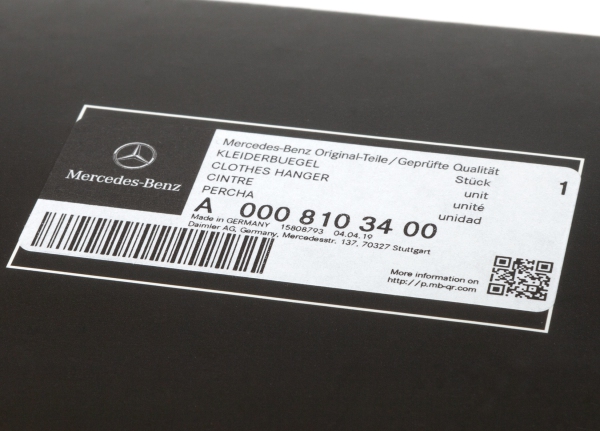 Mercedes-Benz
Mercedes-Benz Original-Teile/Geprüfte Qualität
KLEIDERBUEGEL Stück 1
CLOTHES HANGER unit
CINTRE unité
PERCHA unidad
A 000 810 34 00
Made in GERMANY 15808793 04.04.19
Daimler AG, Germany, Mercedesstr. 137, 70327 Stuttgart
More information on
http://p.mb-qr.com